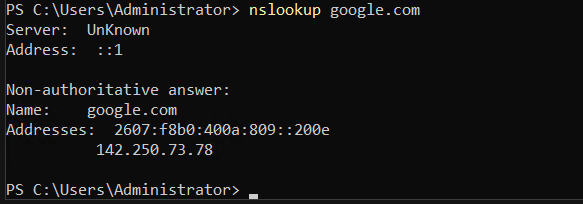 PS C:\Users\Administrator> nslookup google.com
Server:  UnKnown
Address:  ::1
Non-authoritative answer:
Name:    google.com
Addresses:  2607:f8b0:400a:809::200e
          142.250.73.78
PS C:\Users\Administrator>